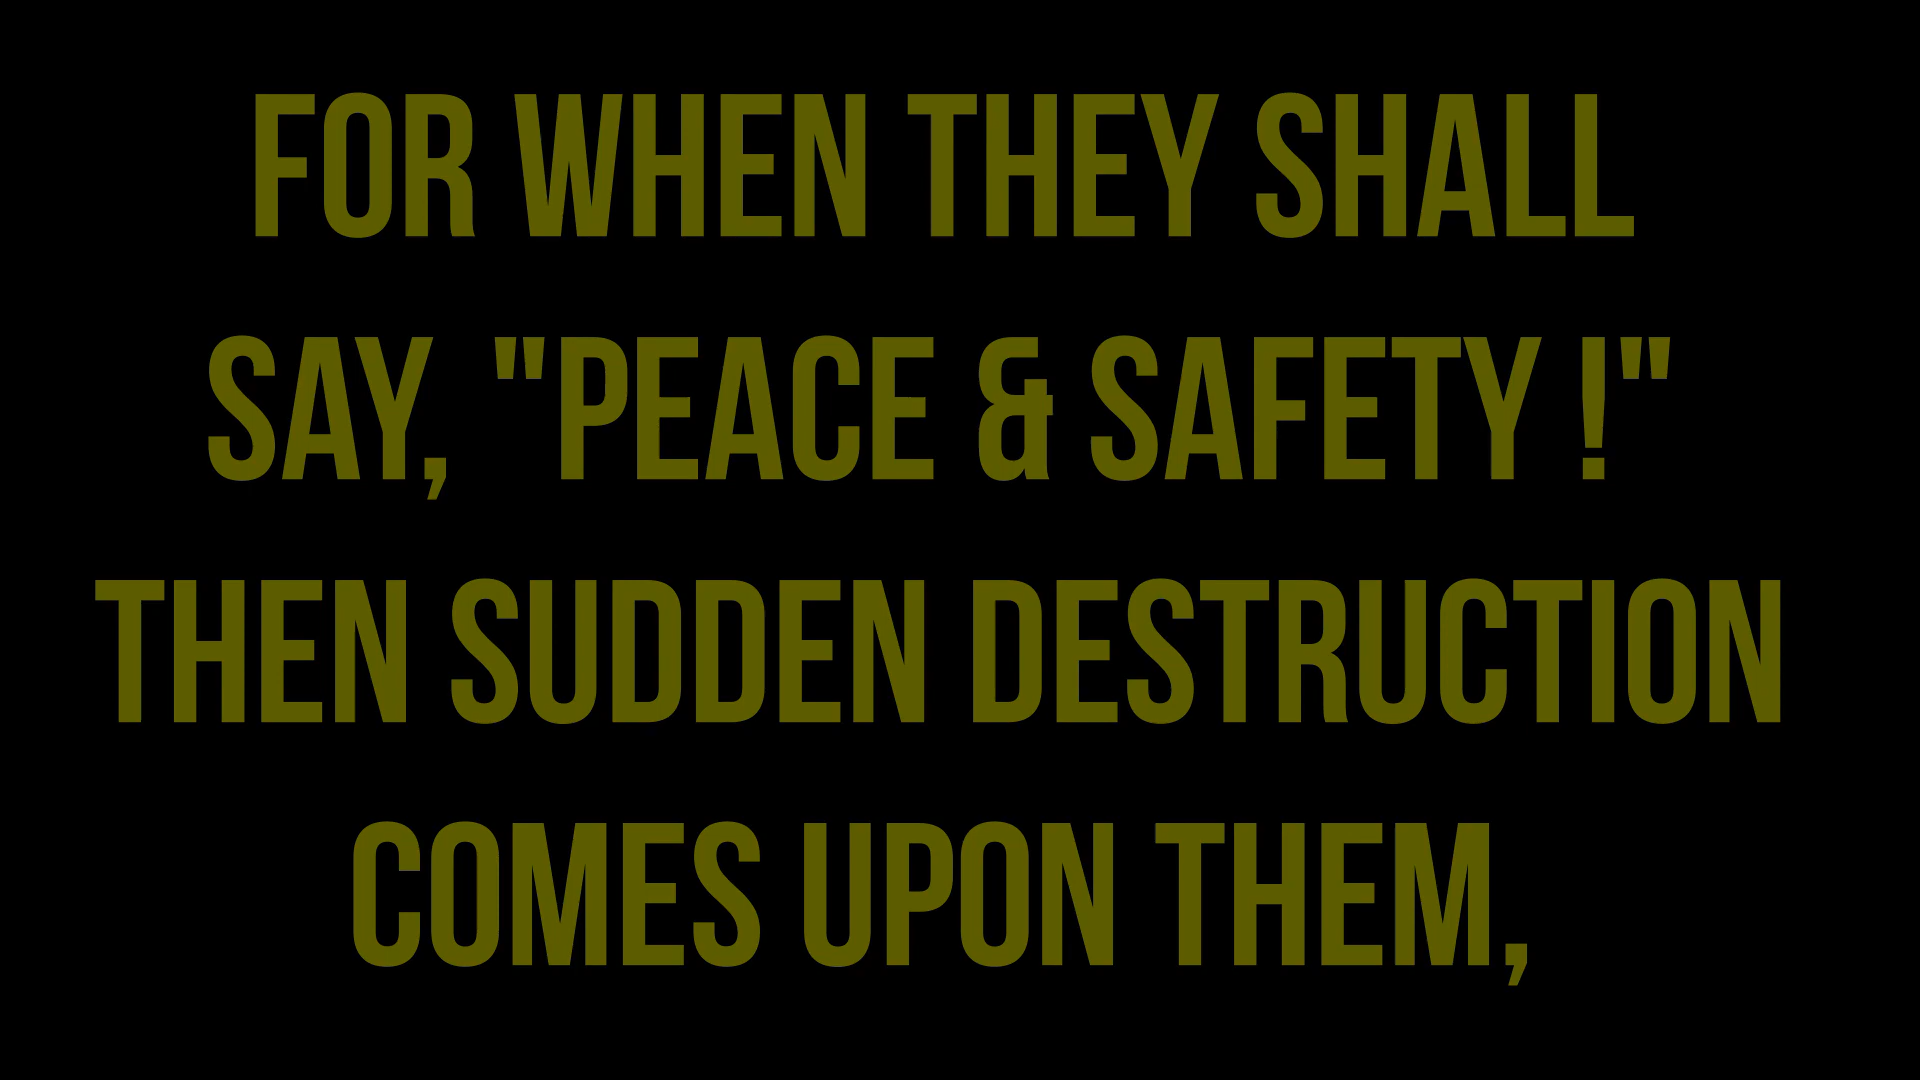 FOR WHEN THEY SHALL
SAY, "PEACE & SAFETY !"
THEN SUDDEN DESTRUCTION
COMES UPON THEM,